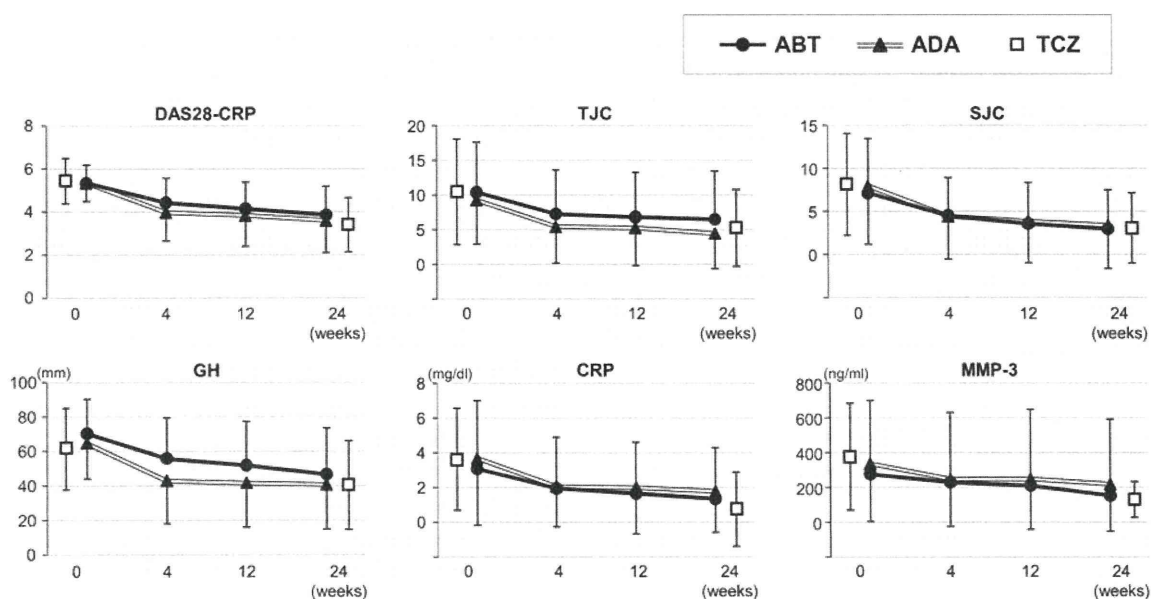 ABT ADA TCZ
DAS28-CRP
8
6
4
2
0
0 4 12 24
(weeks)
TJC
20
15
10
5
0
0 4 12 24
(weeks)
SJC
15
10
5
0
0 4 12 24
(weeks)
GH
(mm)
100
80
60
40
20
0
0 4 12 24
(weeks)
CRP
(mg/dl)
8
6
4
2
0
0 4 12 24
(weeks)
MMP-3
(ng/ml)
800
600
400
200
0
0 4 12 24
(weeks)